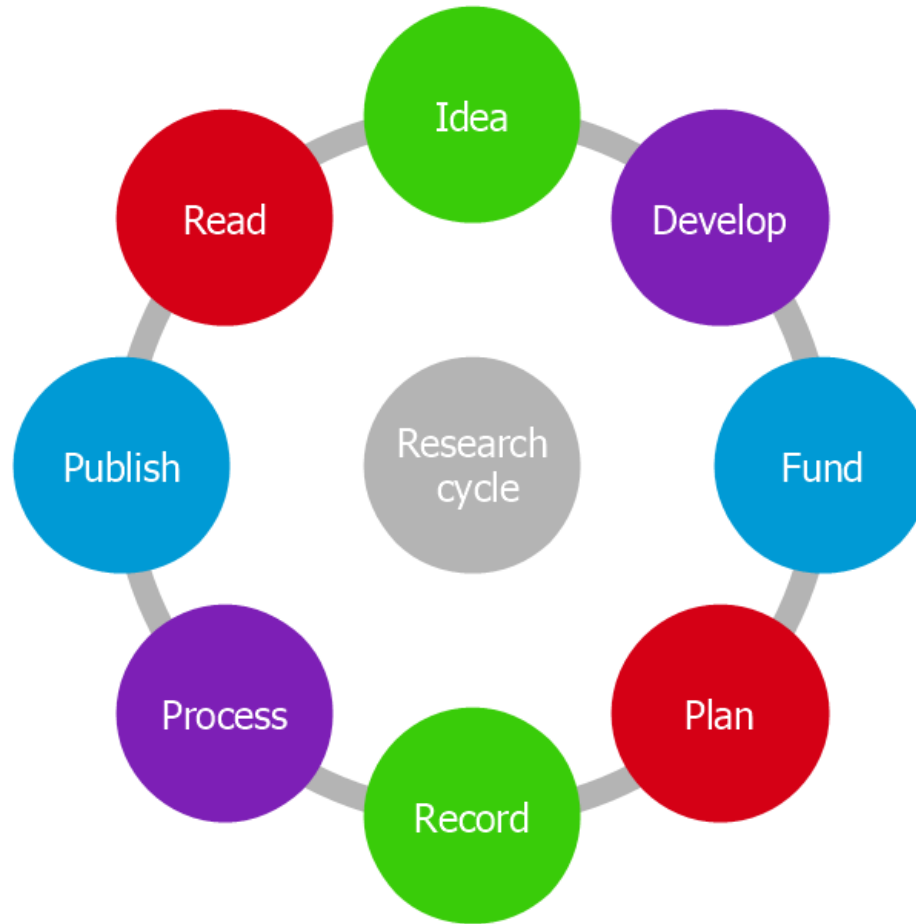 Idea
Develop
Fund
Plan
Record
Process
Publish
Read
Research
cycle